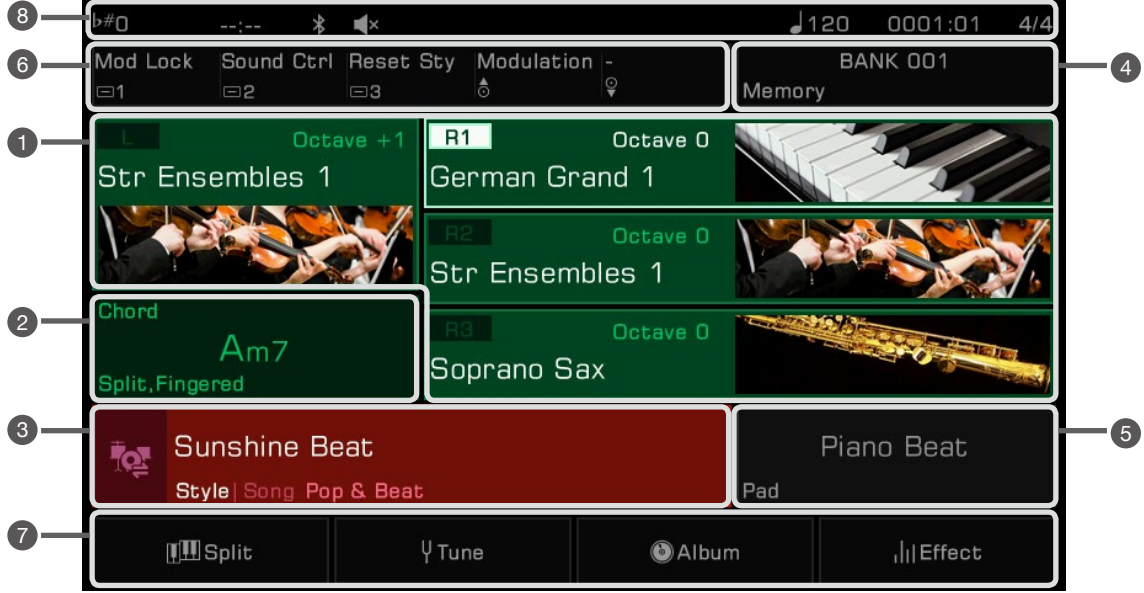 8
♭#0 --:-- ♩120 0001:01 4/4
6
Mod Lock Sound Ctrl Reset Sty Modulation -
1 2 3
BANK 001
Memory
4
1
L Octave +1
Str Ensembles 1
R1 Octave 0
German Grand 1
R2 Octave 0
Str Ensembles 1
R3 Octave 0
Soprano Sax
2
Chord
Am7
Split,Fingered
3
Sunshine Beat
Style| Song Pop & Beat
Piano Beat
Pad
5
7
Split Tune Album Effect